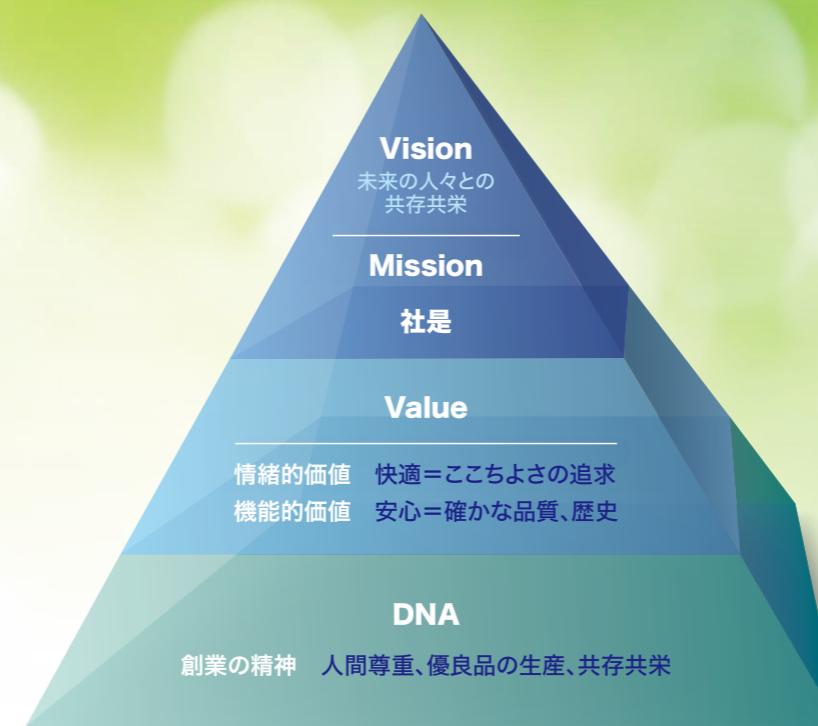 Vision
未来の人々との
共存共栄
Mission
社是
Value
情緒的価値 快適＝ここちよさの追求
機能的価値 安心＝確かな品質、歴史
DNA
創業の精神 人間尊重、優良品の生産、共存共栄